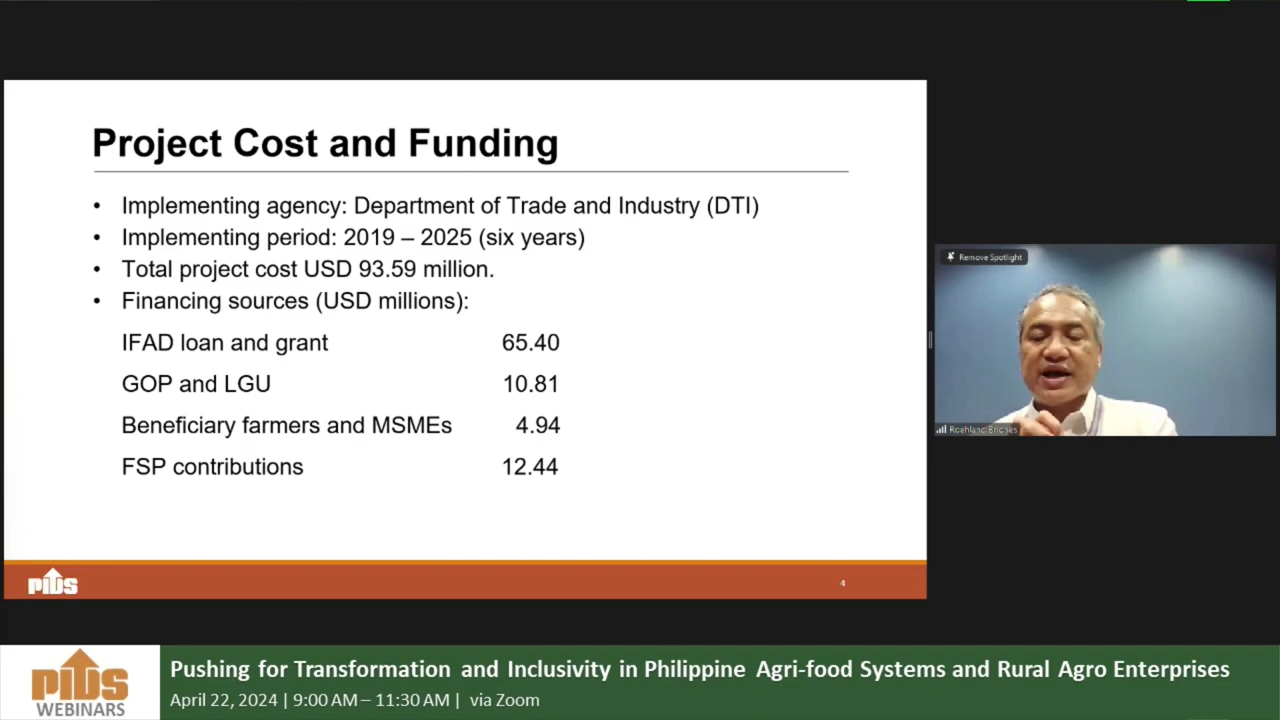 Project Cost and Funding
• Implementing agency: Department of Trade and Industry (DTI)
• Implementing period: 2019 – 2025 (six years)
• Total project cost USD 93.59 million.
• Financing sources (USD millions):
IFAD loan and grant 65.40
GOP and LGU 10.81
Beneficiary farmers and MSMEs 4.94
FSP contributions 12.44
Remove Spotlight
Roehlano Briones
PIDS
4
PIDS
WEBINARS
Pushing for Transformation and Inclusivity in Philippine Agri-food Systems and Rural Agro Enterprises
April 22, 2024 | 9:00 AM – 11:30 AM | via Zoom